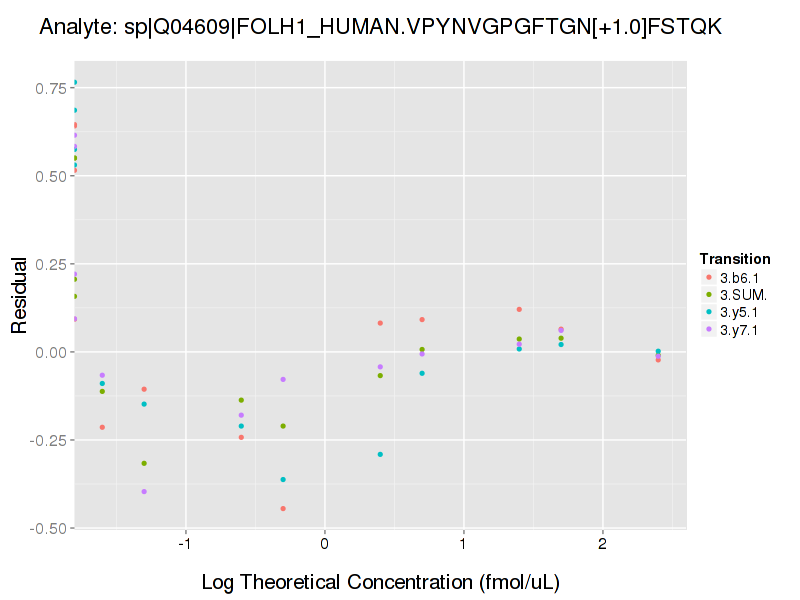 Analyte: sp|Q04609|FOLH1_HUMAN.VPYNVGPGFTGN[+1.0]FSTQK
0.75
0.50
0.25
0.00
-0.25
-0.50
Residual
-1
0
1
2
Log Theoretical Concentration (fmol/uL)
Transition
3.b6.1
3.SUM.
3.y5.1
3.y7.1